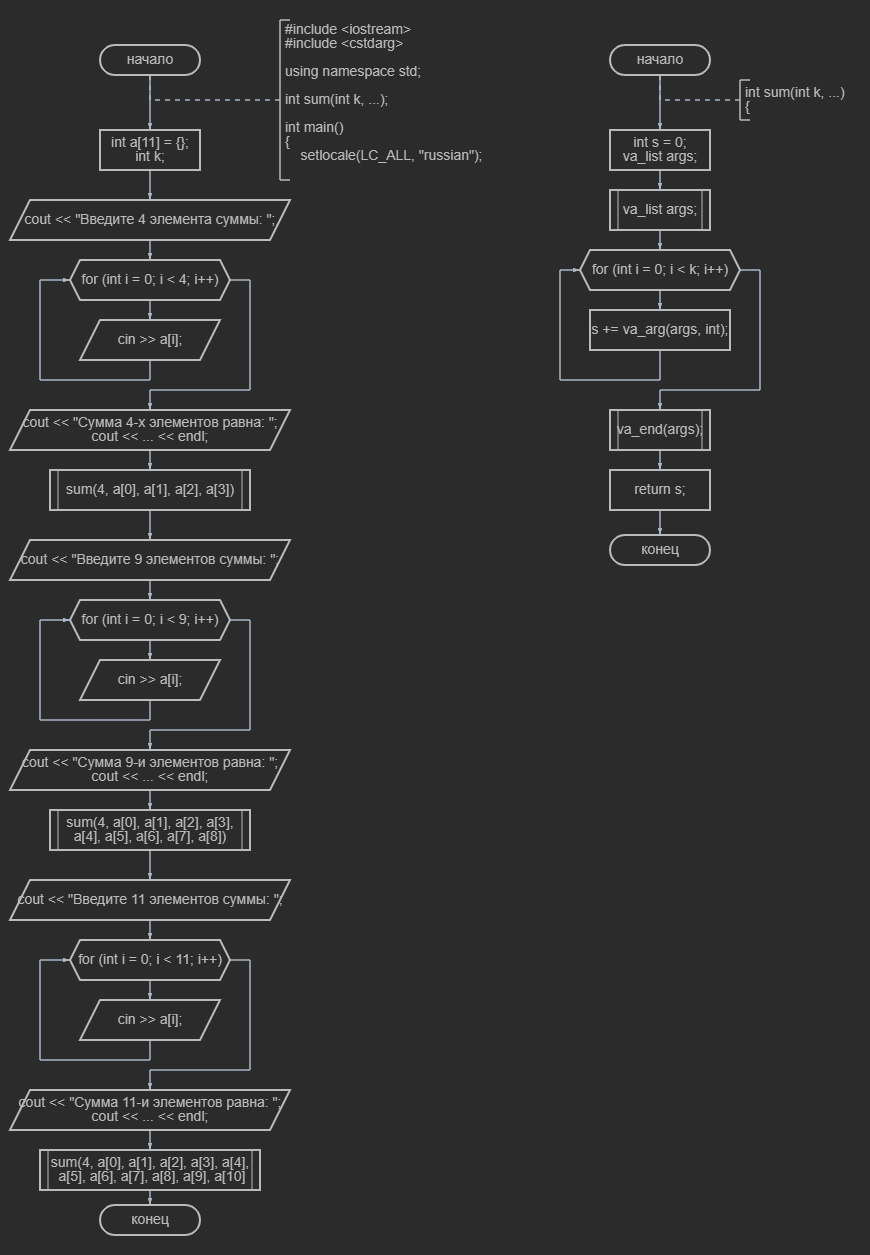 начало
#include <iostream>
#include <cstdarg>
using namespace std;
int sum(int k, ...);
int main()
{
setlocale(LC_ALL, "russian");
int a[11] = {};
int k;
cout << "Введите 4 элемента суммы: ";
for (int i = 0; i < 4; i++)
cin >> a[i];
cout << "Сумма 4-х элементов равна: ";
cout << ... << endl;
sum(4, a[0], a[1], a[2], a[3])
cout << "Введите 9 элементов суммы: ";
for (int i = 0; i < 9; i++)
cin >> a[i];
cout << "Сумма 9-и элементов равна: ";
cout << ... << endl;
sum(4, a[0], a[1], a[2], a[3],
a[4], a[5], a[6], a[7], a[8])
cout << "Введите 11 элементов суммы: ";
for (int i = 0; i < 11; i++)
cin >> a[i];
cout << "Сумма 11-и элементов равна: ";
cout << ... << endl;
sum(4, a[0], a[1], a[2], a[3], a[4],
a[5], a[6], a[7], a[8], a[9], a[10]
конец
начало
int sum(int k, ...)
{
int s = 0;
va_list args;
va_list args;
for (int i = 0; i < k; i++)
s += va_arg(args, int);
va_end(args);
return s;
конец